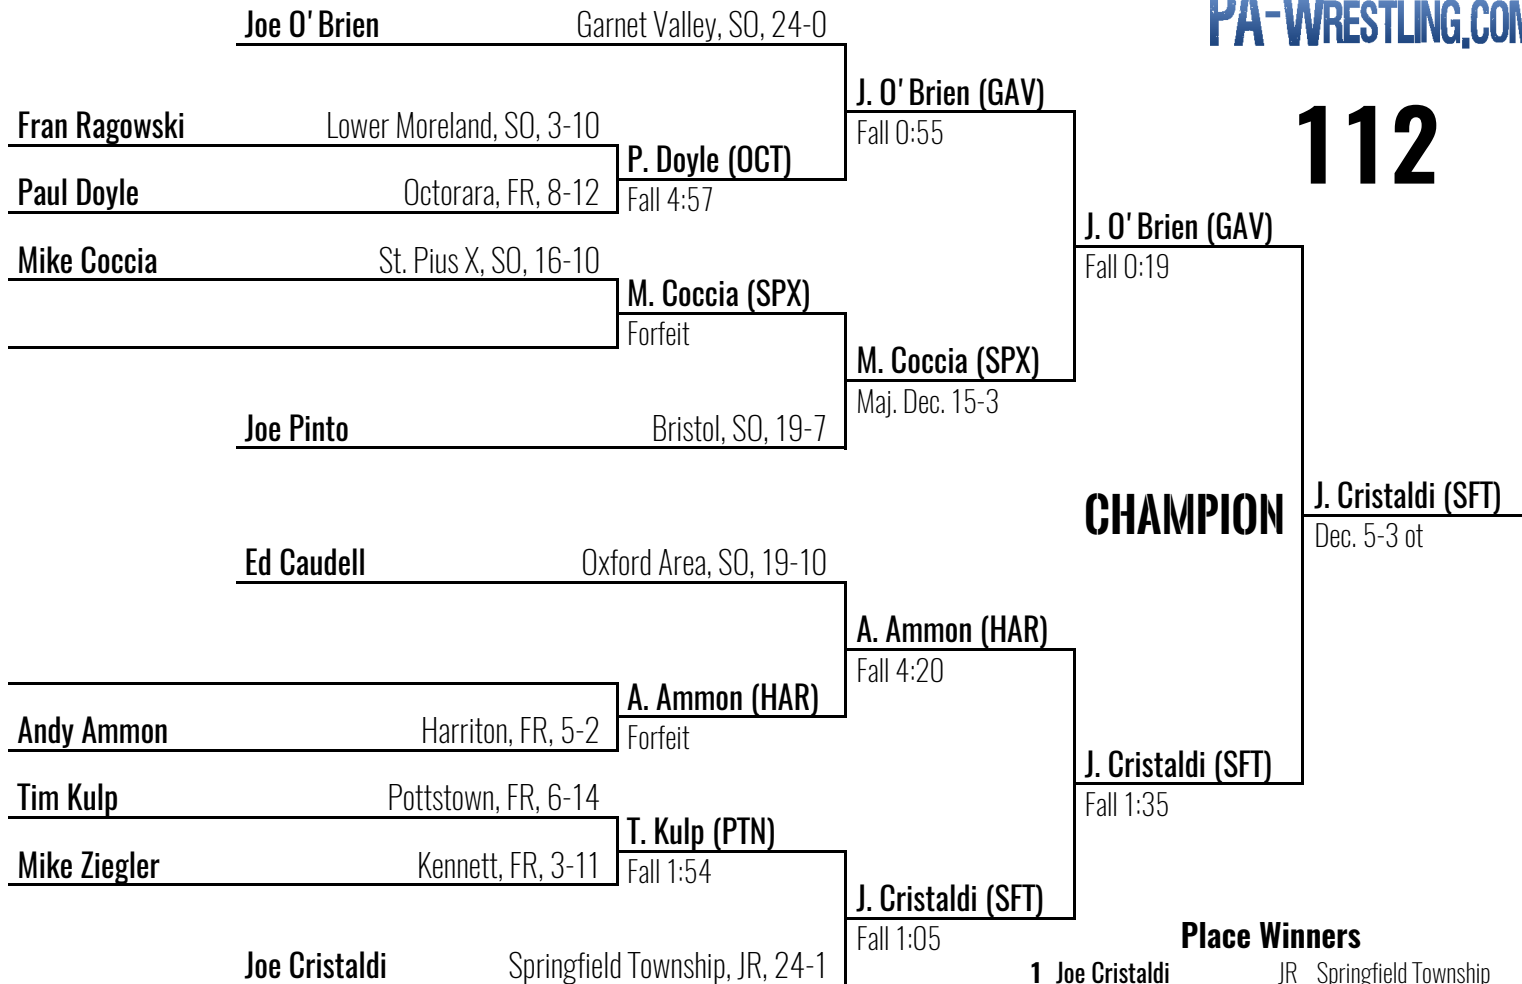 Joe O'Brien Garnet Valley, SO, 24-0
PA-WRESTLING.COM
J. O'Brien (GAV)
Fall 0:55
112
Fran Ragowski Lower Moreland, SO, 3-10
P. Doyle (OCT)
Fall 4:57
Paul Doyle Octorara, FR, 8-12
J. O'Brien (GAV)
Fall 0:19
Mike Coccia St. Pius X, SO, 16-10
M. Coccia (SPX)
Forfeit
M. Coccia (SPX)
Maj. Dec. 15-3
Joe Pinto Bristol, SO, 19-7
CHAMPION
J. Cristaldi (SFT)
Dec. 5-3 ot
Ed Caudell Oxford Area, SO, 19-10
A. Ammon (HAR)
Fall 4:20
A. Ammon (HAR)
Forfeit
Andy Ammon Harriton, FR, 5-2
J. Cristaldi (SFT)
Fall 1:35
Tim Kulp Pottstown, FR, 6-14
T. Kulp (PTN)
Fall 1:54
Mike Ziegler Kennett, FR, 3-11
J. Cristaldi (SFT)
Fall 1:05
Joe Cristaldi Springfield Township, JR, 24-1
Place Winners
1 Joe Cristaldi JR Springfield Township